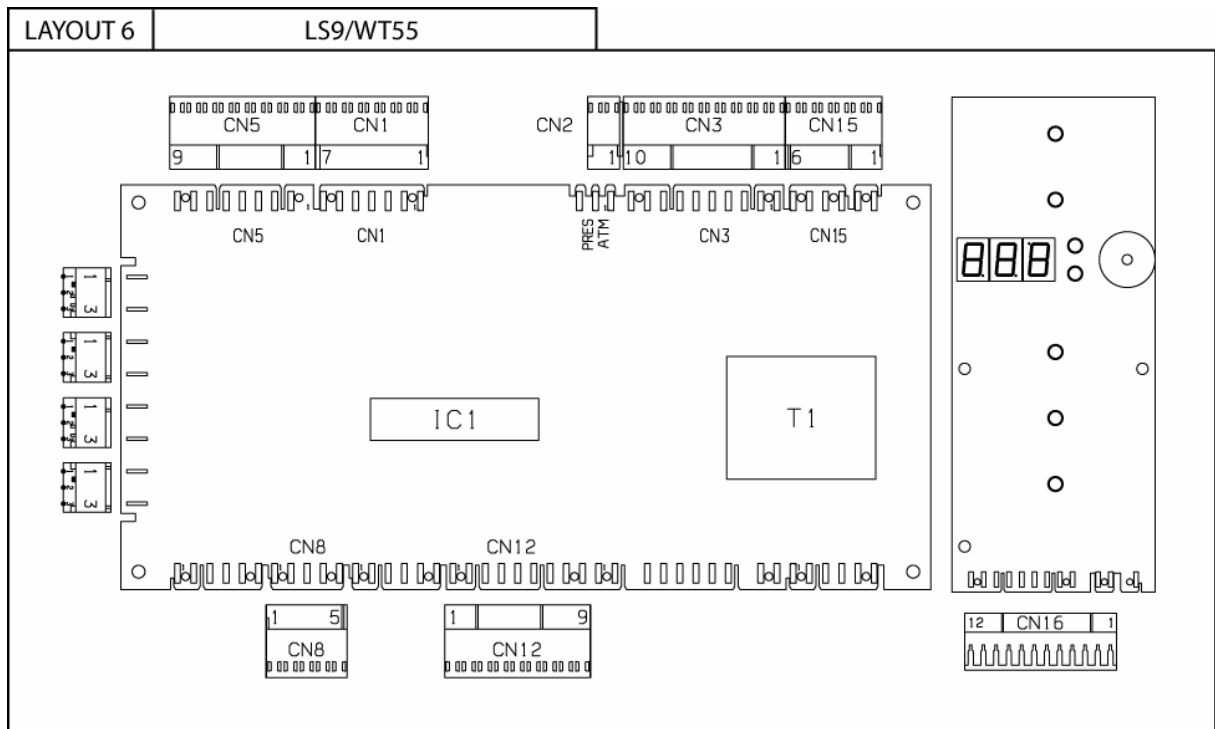 LAYOUT 6 LS9/WT55
CN5 CN1 CN2 CN3 CN15
9 1 7 1 1 10 1 6 1
CN5 CN1 PRES ATM CN3 CN15
888
1 3
1 3
1 3
1 3
IC1 T1
CN8 CN12
1 5 1 9 12 CN16 1
CN8 CN12